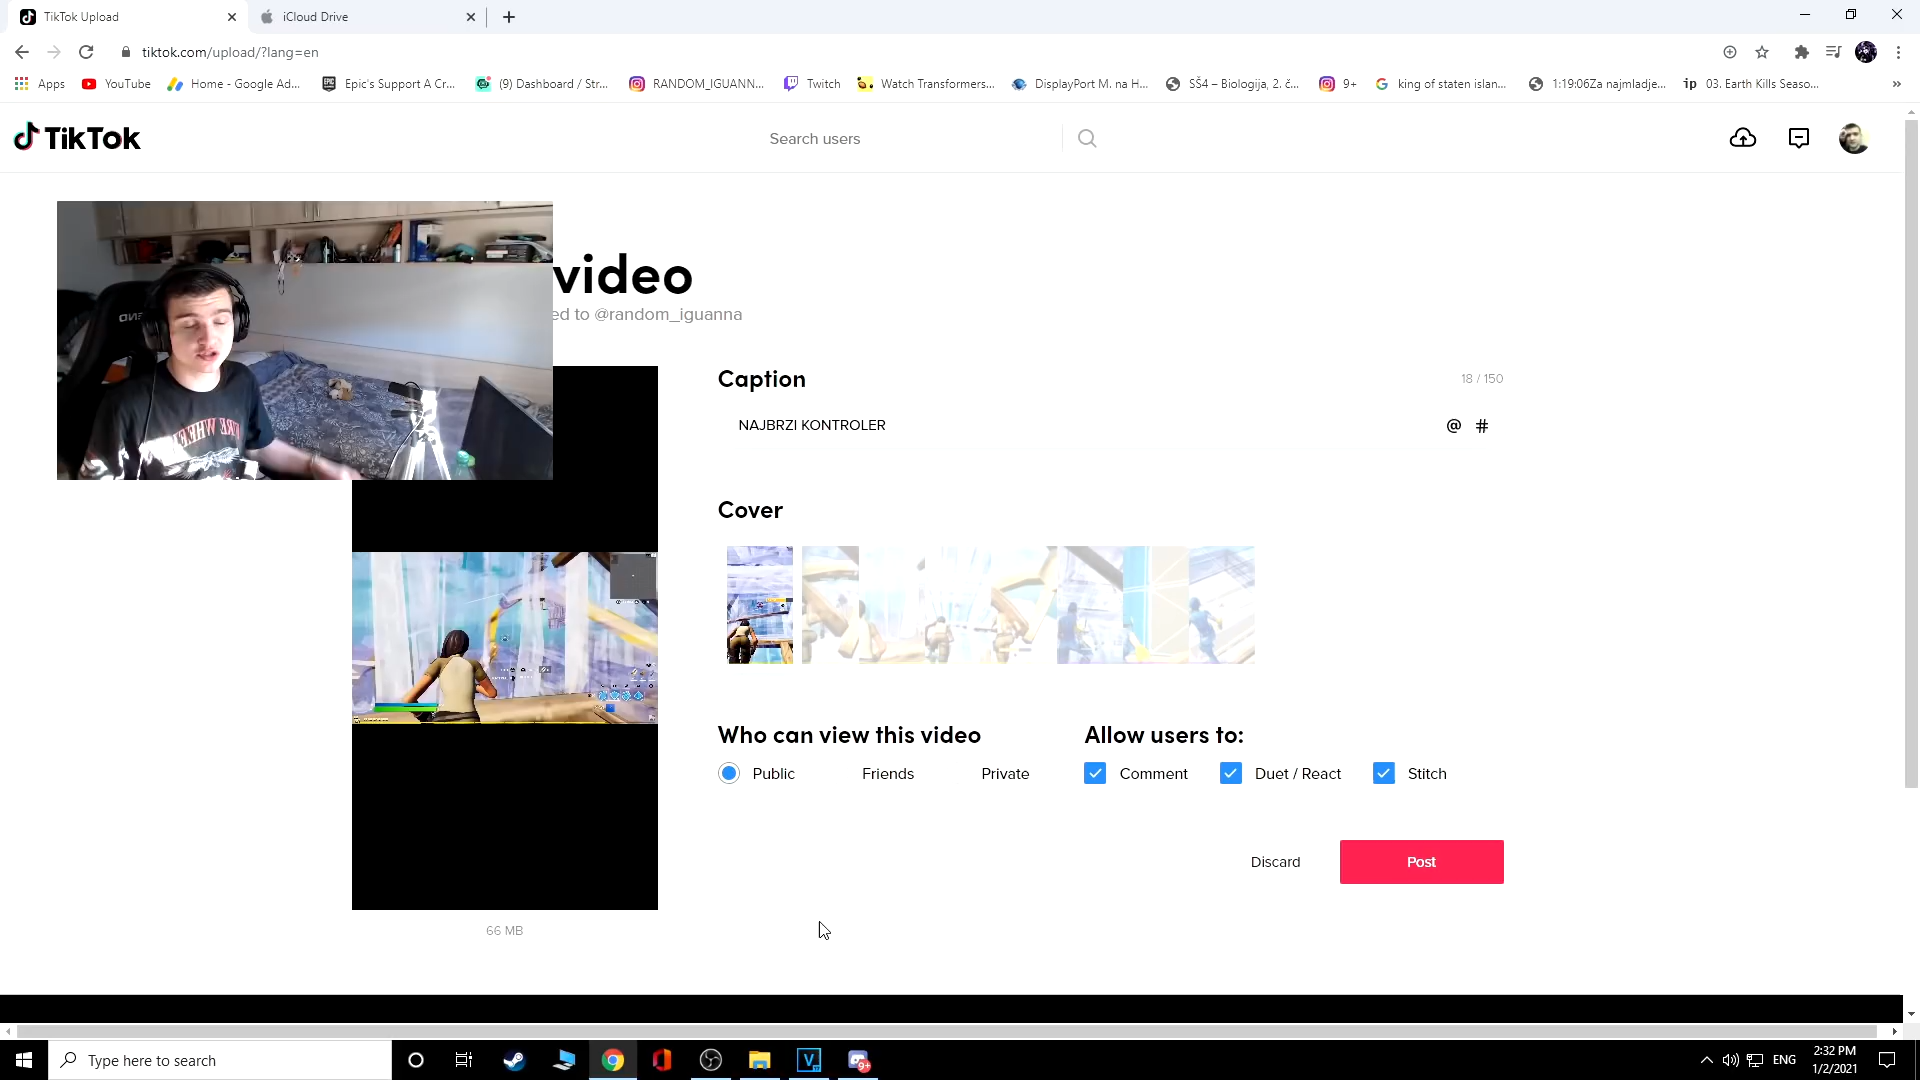 TikTok Upload
iCloud Drive
tiktok.com/upload/?lang=en
Apps
YouTube
Home - Google Ad...
Epic's Support A Cr...
(9) Dashboard / Str...
RANDOM_IGUANN...
Twitch
Watch Transformers...
DisplayPort M. na H...
SŠ4 – Biologija, 2. č...
9+
king of staten islan...
1:19:06Za najmladje...
ip 03. Earth Kills Seaso...
TikTok
Search users
video
ed to @random_iguanna
Caption
18 / 150
NAJBRZI KONTROLER
@ #
Cover
Who can view this video
Allow users to:
Public
Friends
Private
Comment
Duet / React
Stitch
Discard
Post
66 MB
Type here to search
9+
ENG
2:32 PM
1/2/2021